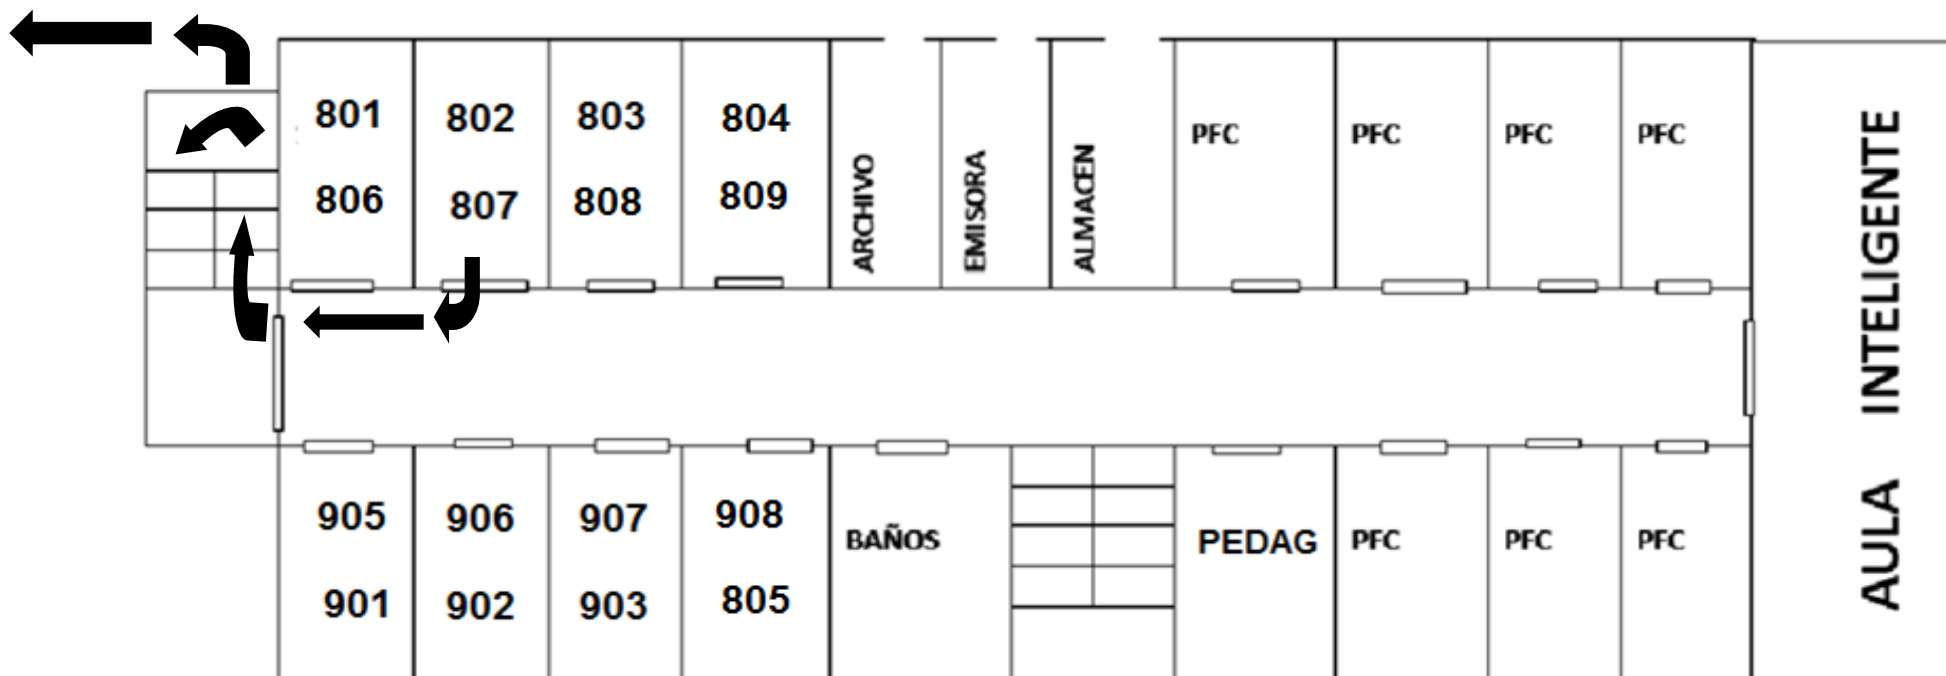 801 802 803 804
806 807 808 809
ARCHIVO
EMISORA
ALMACEN
PFC PFC PFC PFC
AULA INTELIGENTE
905 906 907 908
901 902 903 805
BAÑOS
PEDAG PFC PFC PFC